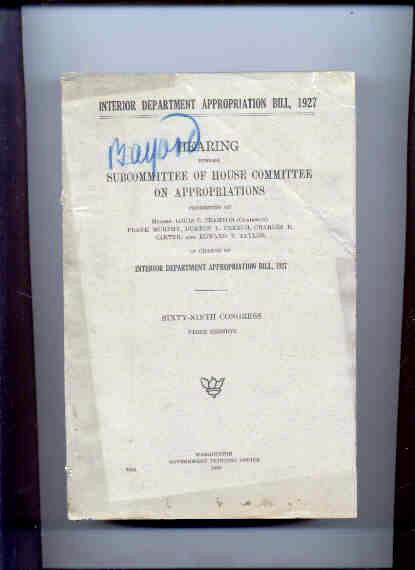 INTERIOR DEPARTMENT APPROPRIATION BILL, 1927
Bayard
HEARING
BEFORE
SUBCOMMITTEE OF HOUSE COMMITTEE
ON APPROPRIATIONS
CONSISTING OF
MESSRS. LOUIS C. CRAMTON (CHAIRMAN)
FRANK MURPHY, BURTON L. FRENCH, CHARLES D.
CARTER, AND EDWARD T. TAYLOR,
IN CHARGE OF
INTERIOR DEPARTMENT APPROPRIATION BILL, 1927
SIXTY-NINTH CONGRESS
FIRST SESSION
WASHINGTON
GOVERNMENT PRINTING OFFICE